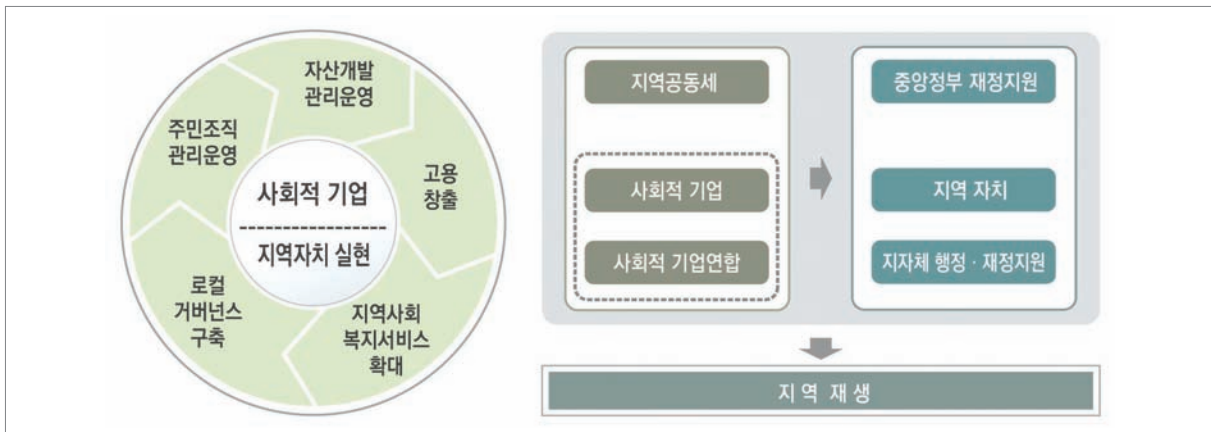 자산개발
관리운영
고용
창출
지역사회
복지서비스
확대
로컬
거버넌스
구축
주민조직
관리운영
사회적 기업
지역자치 실현
지역공동세
사회적 기업
사회적 기업연합
중앙정부 재정지원
지역 자치
지자체 행정 · 재정지원
지 역 재 생